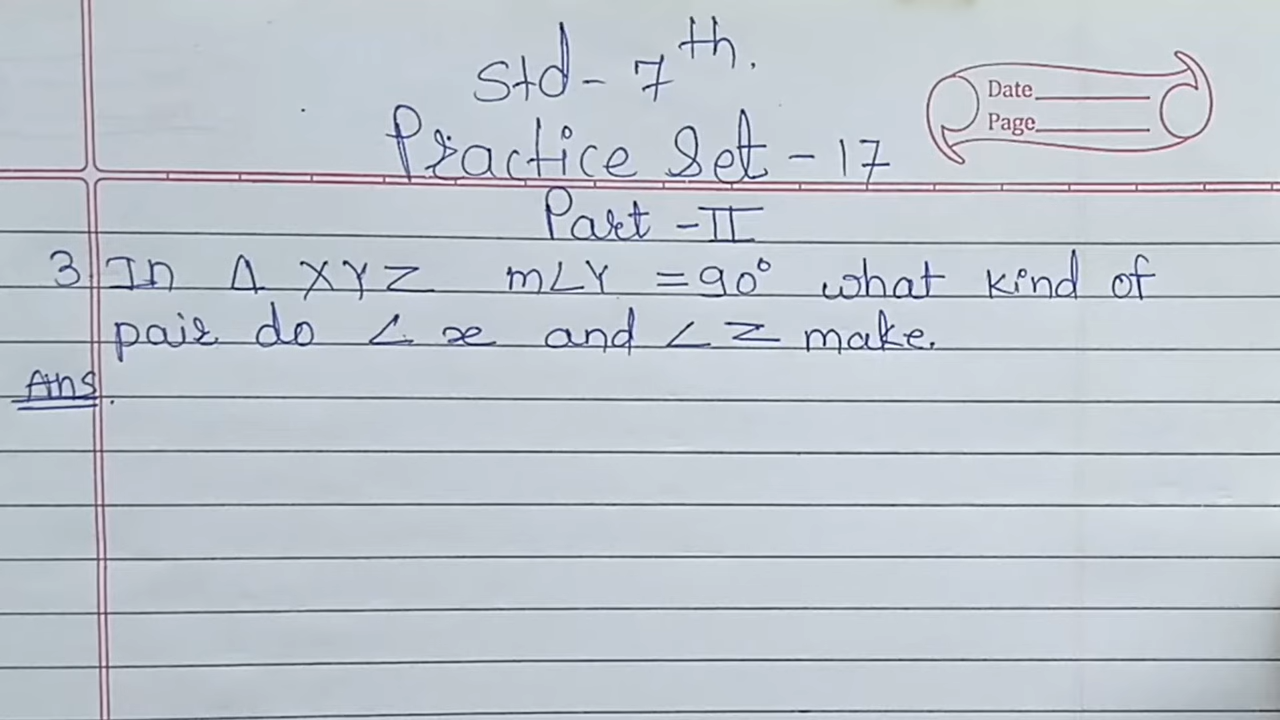 Std - 7th.
Date
Page
Practice Set - 17
Part - II
3 In Δ XYZ m∠Y = 90° what kind of
pair do ∠ x and ∠ Z make.
Ans.